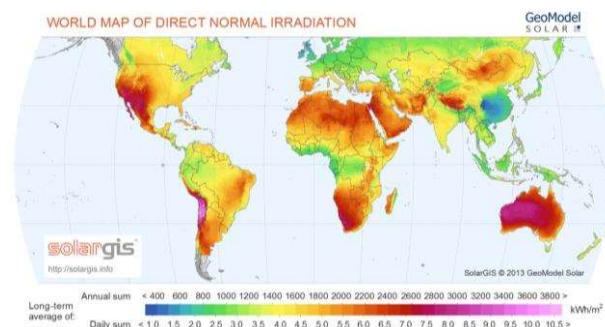 WORLD MAP OF DIRECT NORMAL IRRADIATION
GeoModel
SOLAR
solargis
http://solargis.info
SolarGIS © 2013 GeoModel Solar
Long-term
average of:
Annual sum < 400 600 800 1000 1200 1400 1600 1800 2000 2200 2400 2600 2800 3000 3200 3400 3600 3800 >
kWh/m²
Daily sum < 1.0 1.5 2.0 2.5 3.0 3.5 4.0 4.5 5.0 5.5 6.0 6.5 7.0 7.5 8.0 8.5 9.0 9.5 10.0 10.5 >